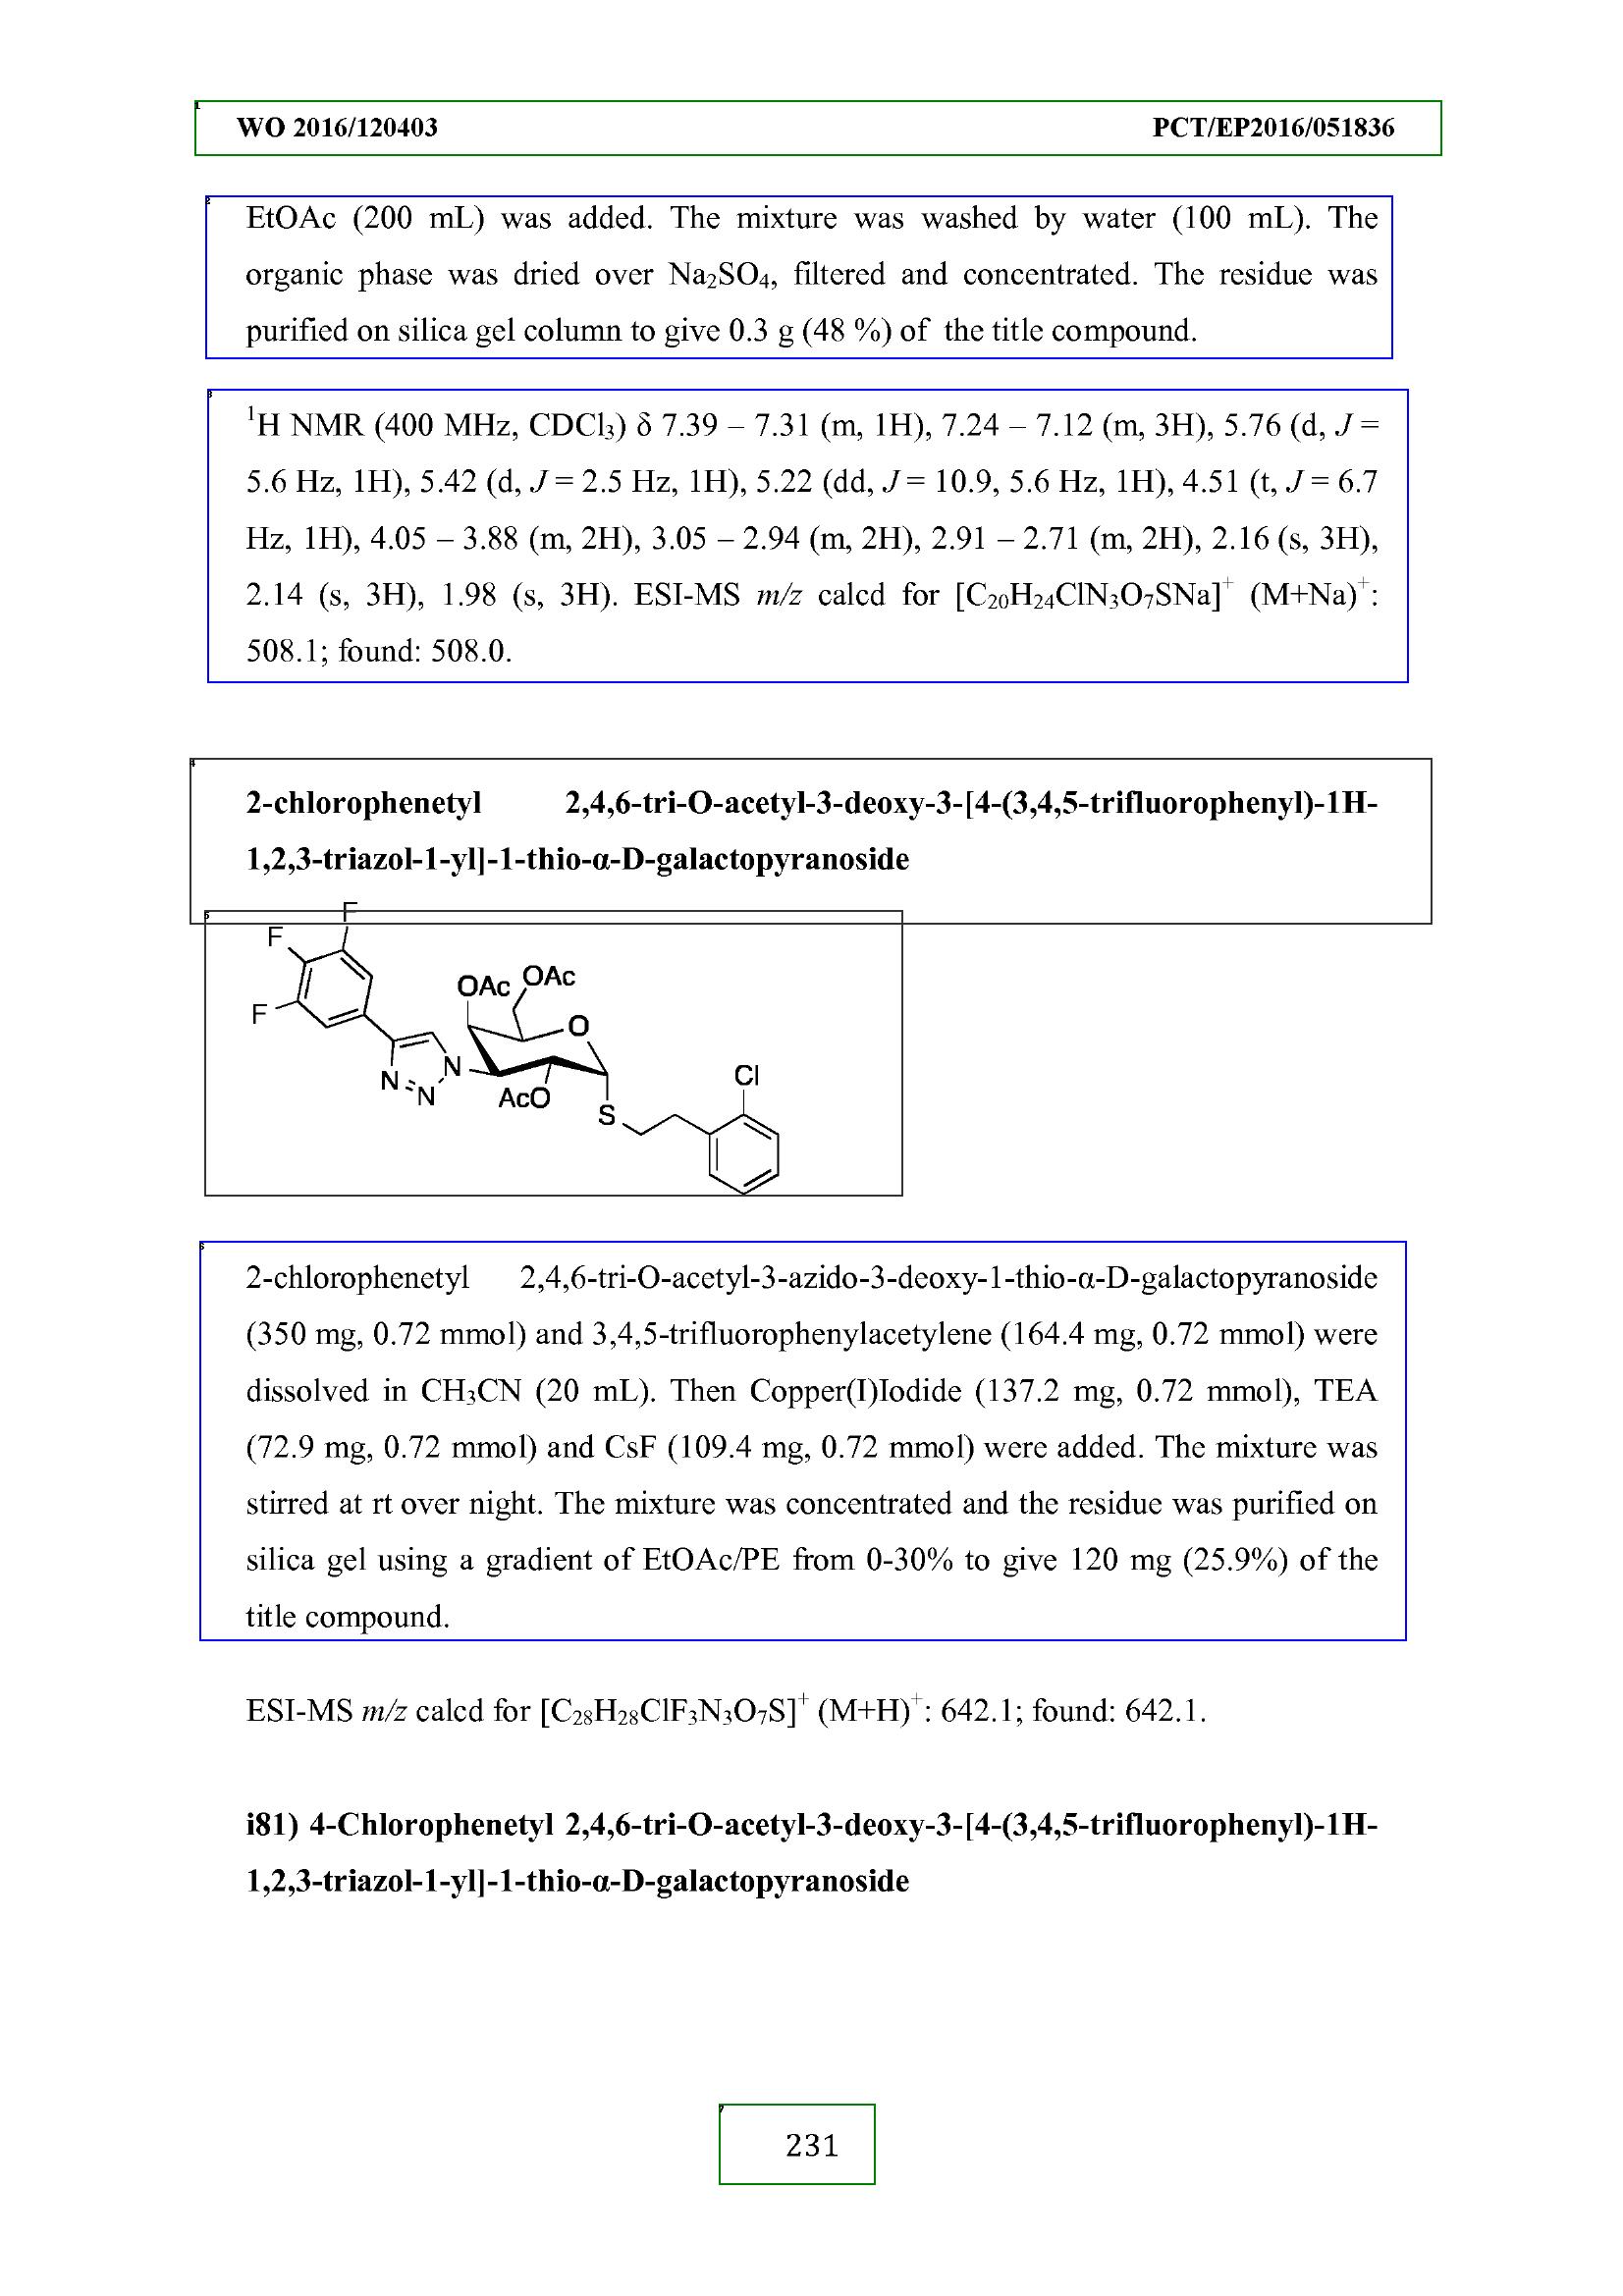 WO 2016/120403 PCT/EP2016/051836
EtOAc (200 mL) was added. The mixture was washed by water (100 mL). The
organic phase was dried over Na₂SO₄, filtered and concentrated. The residue was
purified on silica gel column to give 0.3 g (48 %) of the title compound.
¹H NMR (400 MHz, CDCl₃) δ 7.39 – 7.31 (m, 1H), 7.24 – 7.12 (m, 3H), 5.76 (d, J =
5.6 Hz, 1H), 5.42 (d, J = 2.5 Hz, 1H), 5.22 (dd, J = 10.9, 5.6 Hz, 1H), 4.51 (t, J = 6.7
Hz, 1H), 4.05 – 3.88 (m, 2H), 3.05 – 2.94 (m, 2H), 2.91 – 2.71 (m, 2H), 2.16 (s, 3H),
2.14 (s, 3H), 1.98 (s, 3H). ESI-MS m/z calcd for [C₂₀H₂₄ClN₃O₇SNa]⁺ (M+Na)⁺:
508.1; found: 508.0.
2-chlorophenetyl 2,4,6-tri-O-acetyl-3-deoxy-3-[4-(3,4,5-trifluorophenyl)-1H-
1,2,3-triazol-1-yl]-1-thio-α-D-galactopyranoside
F
F
F
OAc
OAc
O
N
N
N
AcO
S
Cl
2-chlorophenetyl 2,4,6-tri-O-acetyl-3-azido-3-deoxy-1-thio-α-D-galactopyranoside
(350 mg, 0.72 mmol) and 3,4,5-trifluorophenylacetylene (164.4 mg, 0.72 mmol) were
dissolved in CH₃CN (20 mL). Then Copper(I)Iodide (137.2 mg, 0.72 mmol), TEA
(72.9 mg, 0.72 mmol) and CsF (109.4 mg, 0.72 mmol) were added. The mixture was
stirred at rt over night. The mixture was concentrated and the residue was purified on
silica gel using a gradient of EtOAc/PE from 0-30% to give 120 mg (25.9%) of the
title compound.
ESI-MS m/z calcd for [C₂₈H₂₈ClF₃N₃O₇S]⁺ (M+H)⁺: 642.1; found: 642.1.
i81) 4-Chlorophenetyl 2,4,6-tri-O-acetyl-3-deoxy-3-[4-(3,4,5-trifluorophenyl)-1H-
1,2,3-triazol-1-yl]-1-thio-α-D-galactopyranoside
231